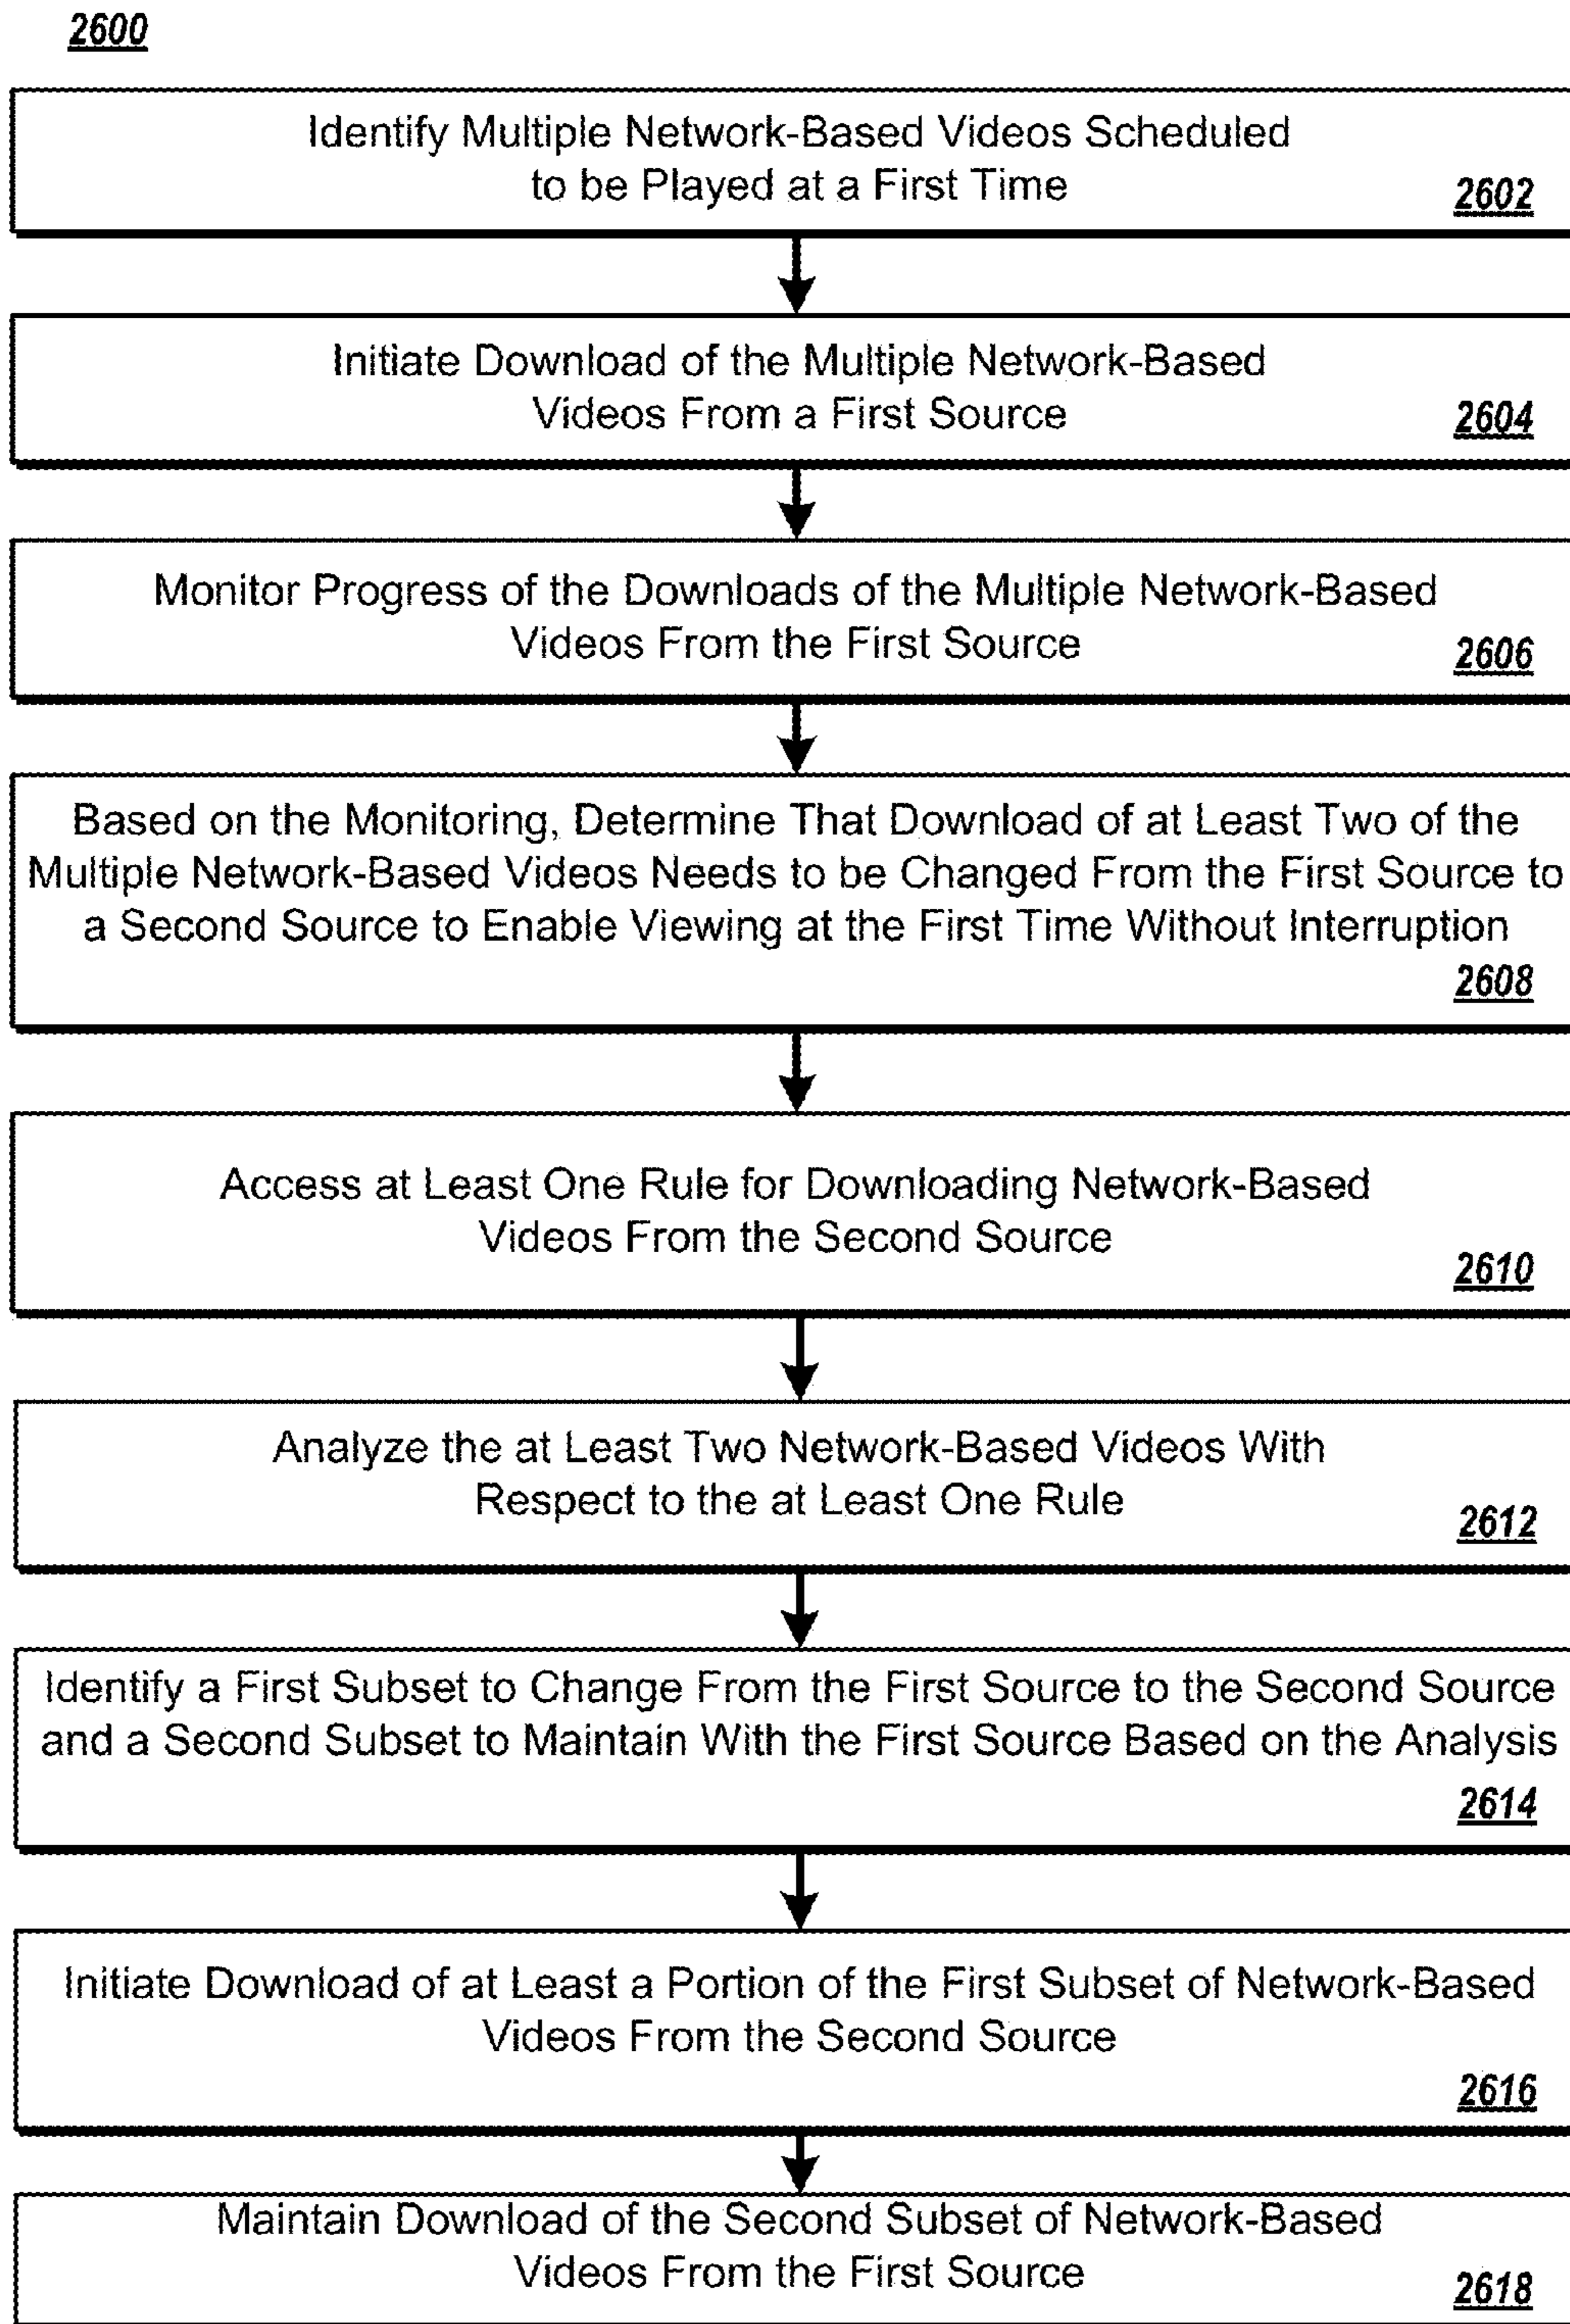 2600
Identify Multiple Network-Based Videos Scheduled
to be Played at a First Time
2602
Initiate Download of the Multiple Network-Based
Videos From a First Source
2604
Monitor Progress of the Downloads of the Multiple Network-Based
Videos From the First Source
2606
Based on the Monitoring, Determine That Download of at Least Two of the
Multiple Network-Based Videos Needs to be Changed From the First Source to
a Second Source to Enable Viewing at the First Time Without Interruption
2608
Access at Least One Rule for Downloading Network-Based
Videos From the Second Source
2610
Analyze the at Least Two Network-Based Videos With
Respect to the at Least One Rule
2612
Identify a First Subset to Change From the First Source to the Second Source
and a Second Subset to Maintain With the First Source Based on the Analysis
2614
Initiate Download of at Least a Portion of the First Subset of Network-Based
Videos From the Second Source
2616
Maintain Download of the Second Subset of Network-Based
Videos From the First Source
2618